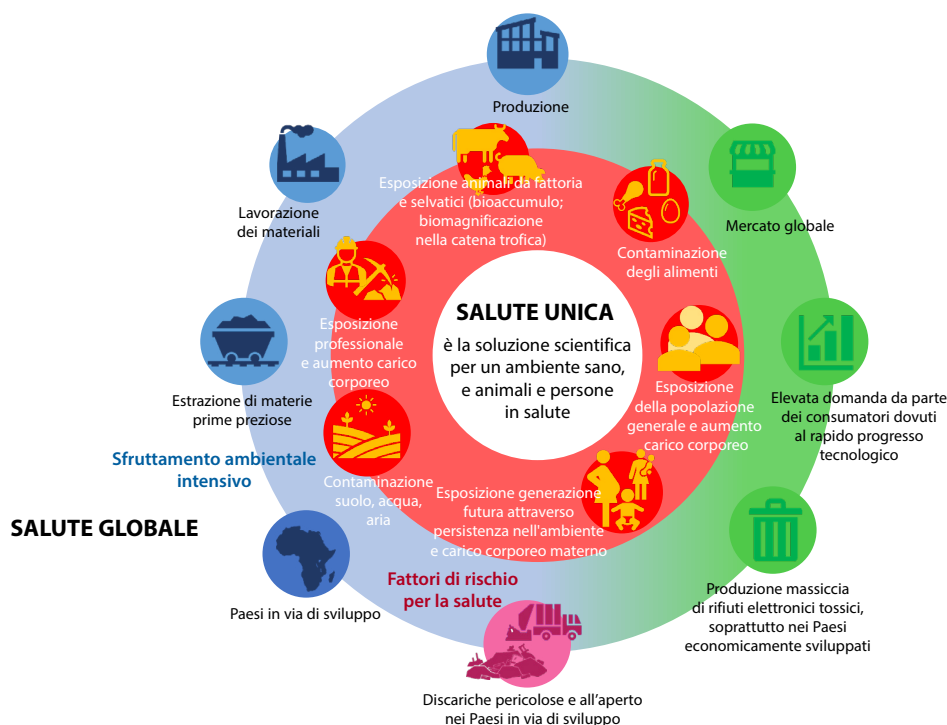 Produzione
Lavorazione
dei materiali
Mercato globale
Esposizione animali da fattoria
e selvatici (bioaccumulo;
biomagnificazione
nella catena trofica)
Contaminazione
degli alimenti
SALUTE UNICA
è la soluzione scientifica
per un ambiente sano,
e animali e persone
in salute
Esposizione
professionale
e aumento carico
corporeo
Estrazione di materie
prime preziose
Esposizione
della popolazione
generale e aumento
carico corporeo
Elevata domanda da parte
dei consumatori dovuti
al rapido progresso
tecnologico
Sfruttamento ambientale
intensivo
Contaminazione
suolo, acqua,
aria
Esposizione generazione
futura attraverso
persistenza nell'ambiente
e carico corporeo materno
SALUTE GLOBALE
Fattori di rischio
per la salute
Paesi in via di sviluppo
Produzione massiccia
di rifiuti elettronici tossici,
soprattutto nei Paesi
economicamente sviluppati
Discariche pericolose e all’aperto
nei Paesi in via di sviluppo